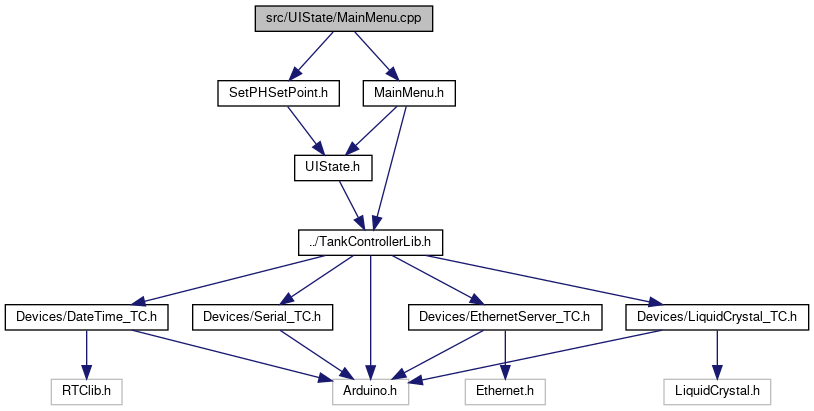 src/UIState/MainMenu.cpp
SetPHSetPoint.h
MainMenu.h
UIState.h
../TankControllerLib.h
Devices/DateTime_TC.h
Devices/Serial_TC.h
Devices/EthernetServer_TC.h
Devices/LiquidCrystal_TC.h
RTClib.h
Arduino.h
Ethernet.h
LiquidCrystal.h